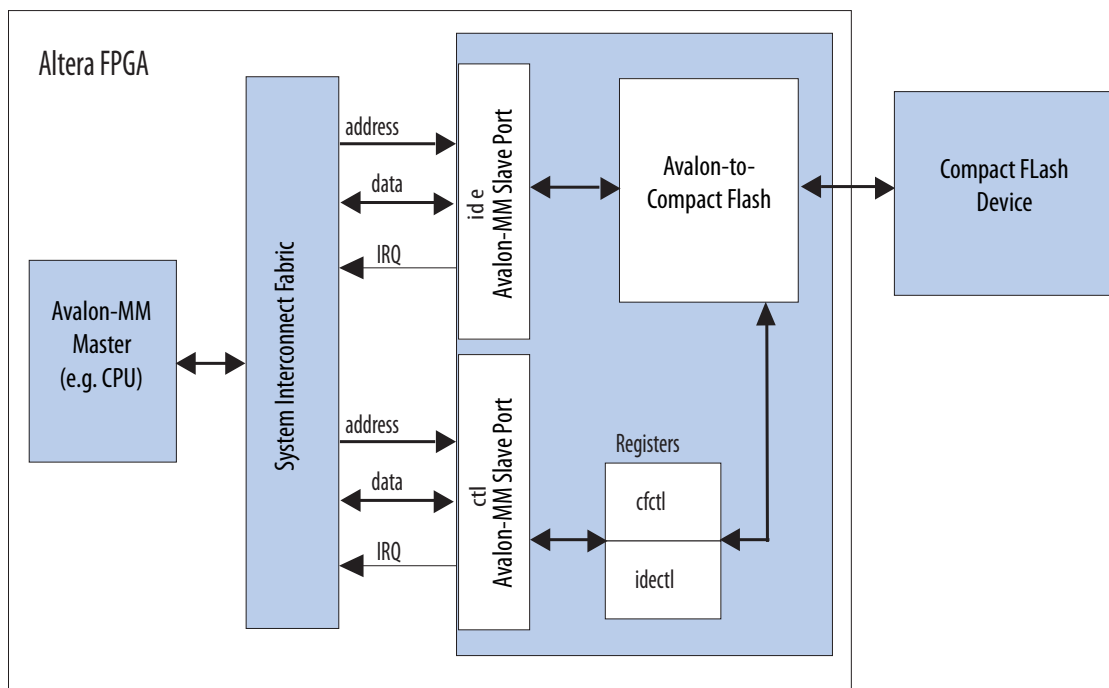 Altera FPGA
Avalon-MM
Master
(e.g. CPU)
System Interconnect Fabric
address
data
IRQ
ide
Avalon-MM Slave Port
Avalon-to-
Compact Flash
Compact FLash
Device
address
data
IRQ
ctl
Avalon-MM Slave Port
Registers
cfctl
idectl